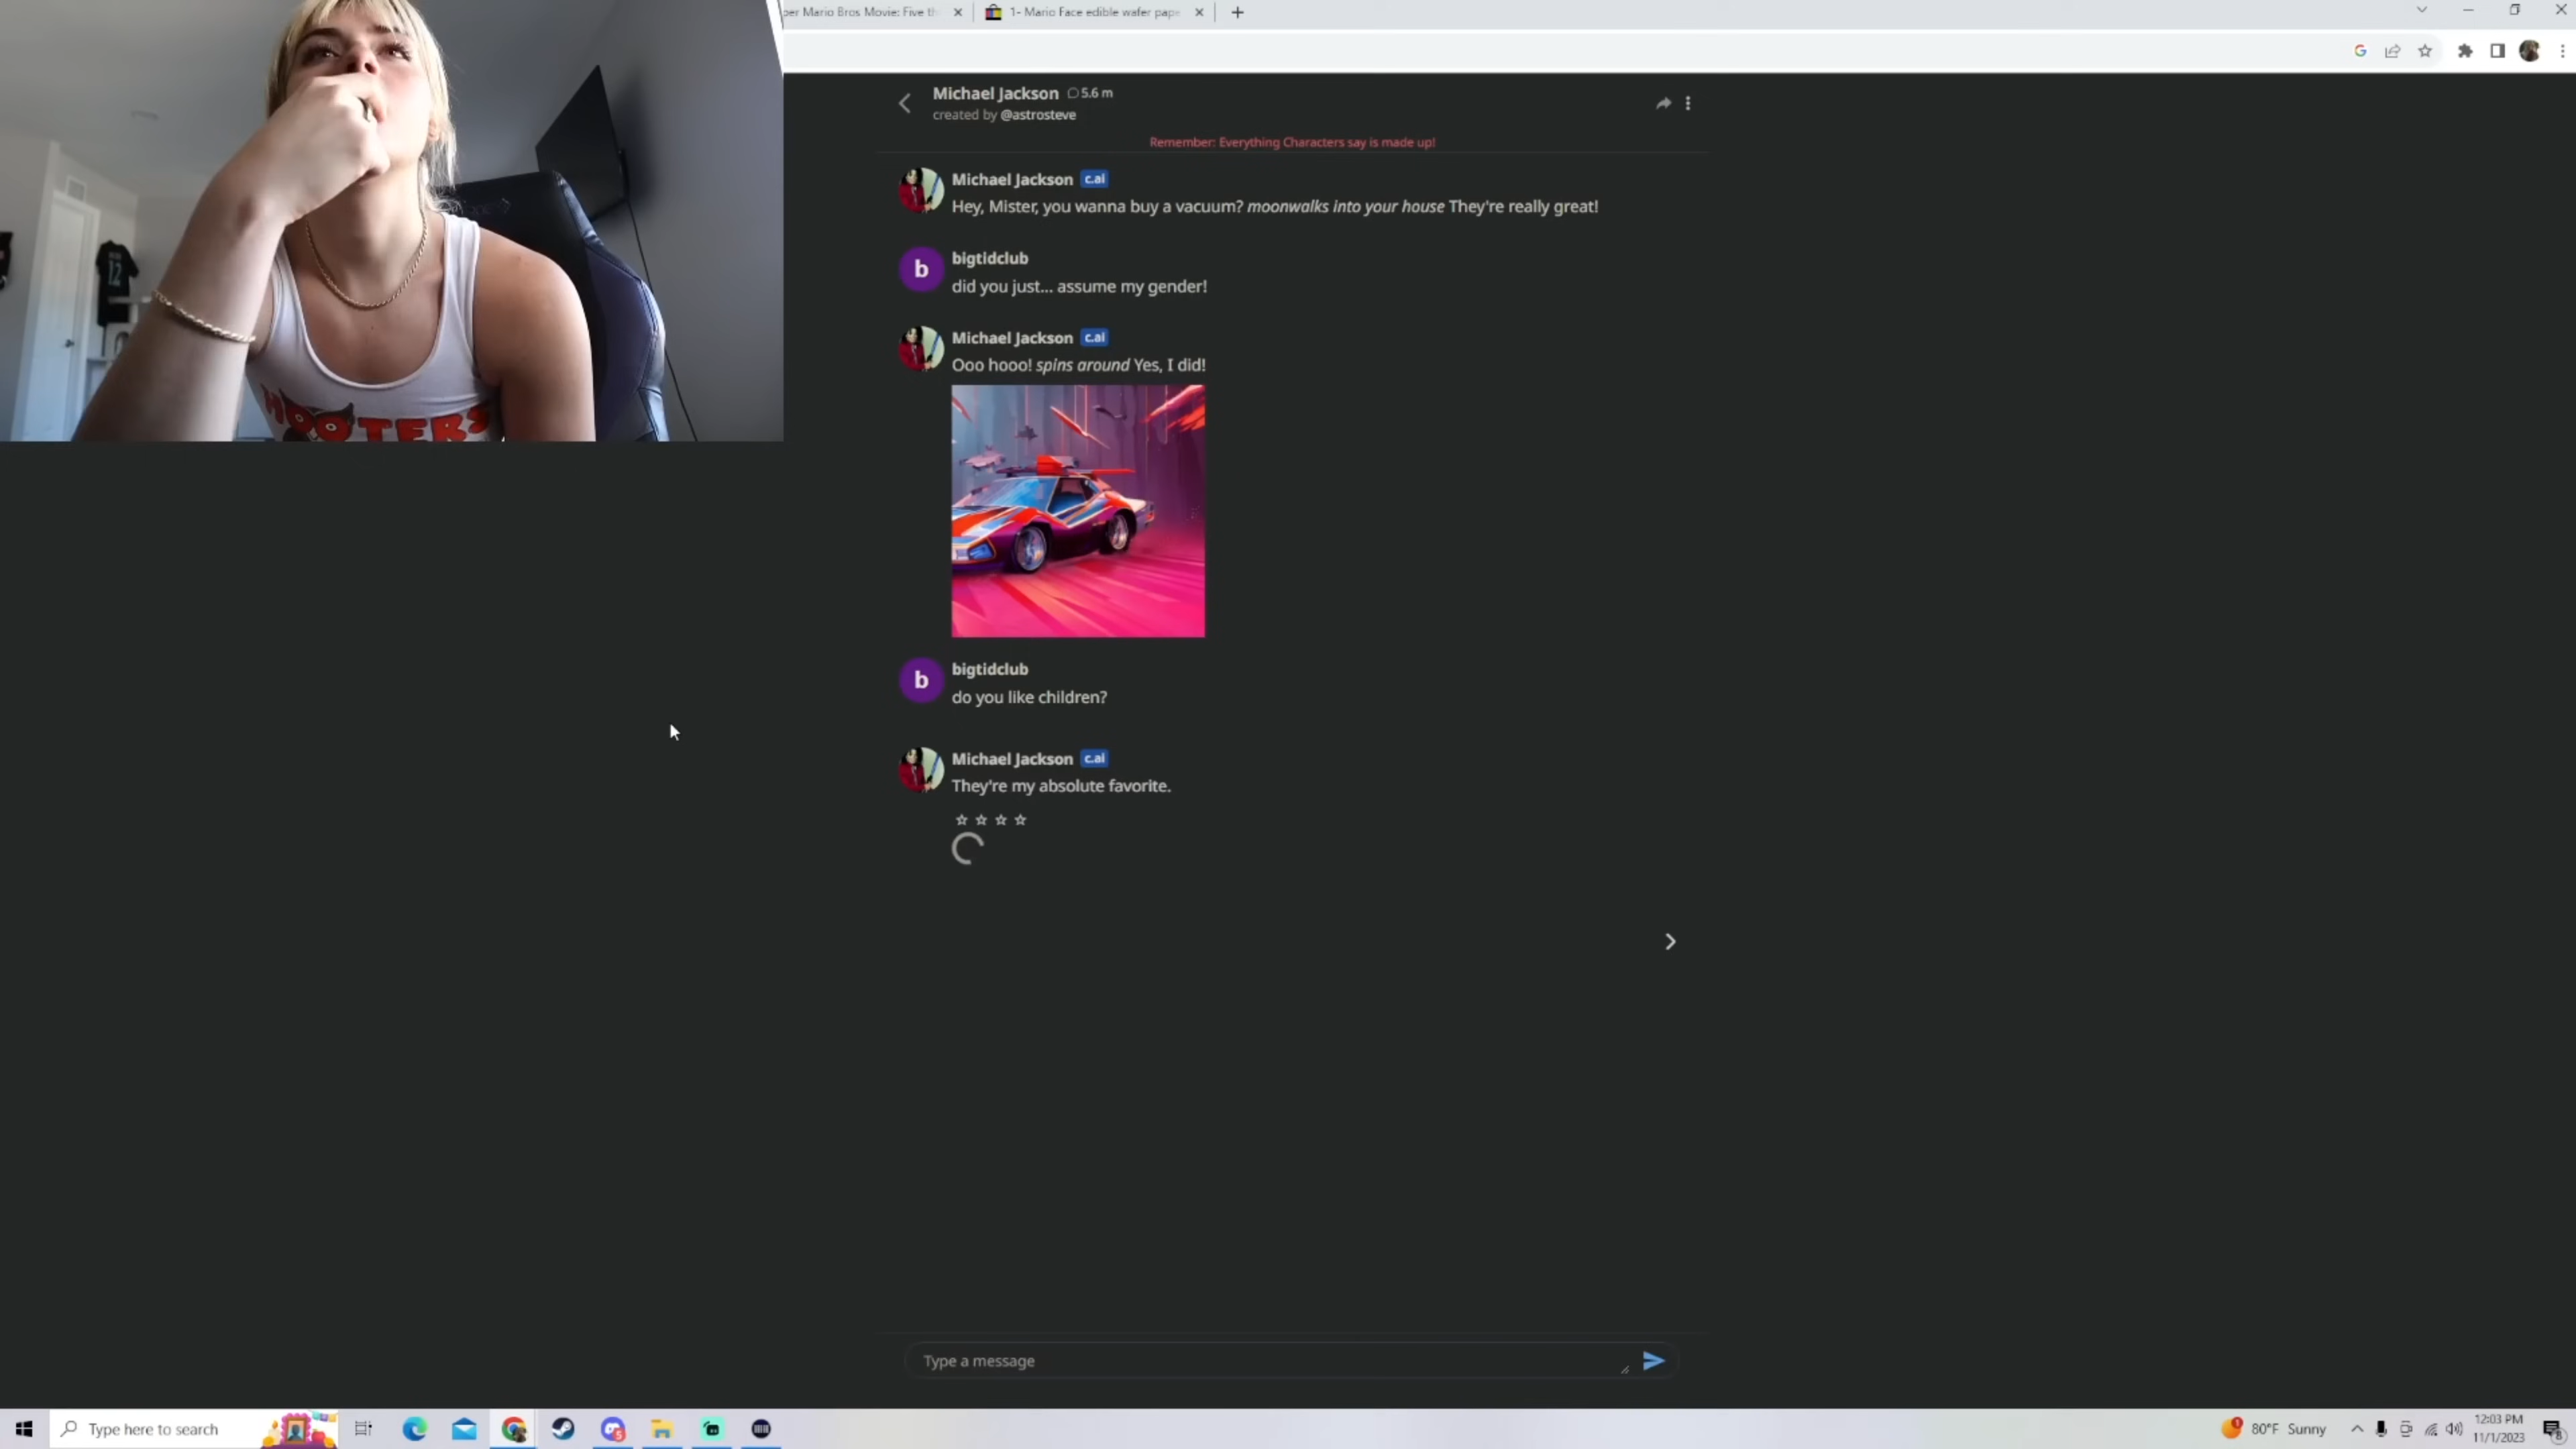 per Mario Bros Movie: Five th
1- Mario Face edible wafer pape
Michael Jackson 5.6 m
created by @astrosteve
Remember: Everything Characters say is made up!
Michael Jackson c.ai
Hey, Mister, you wanna buy a vacuum? moonwalks into your house They're really great!
b bigtidclub
did you just... assume my gender!
Michael Jackson c.ai
Ooo hooo! spins around Yes, I did!
b bigtidclub
do you like children?
Michael Jackson c.ai
They're my absolute favorite.
Type a message
12
HOOTERS
Type here to search
80°F Sunny
12:03 PM
11/1/2023